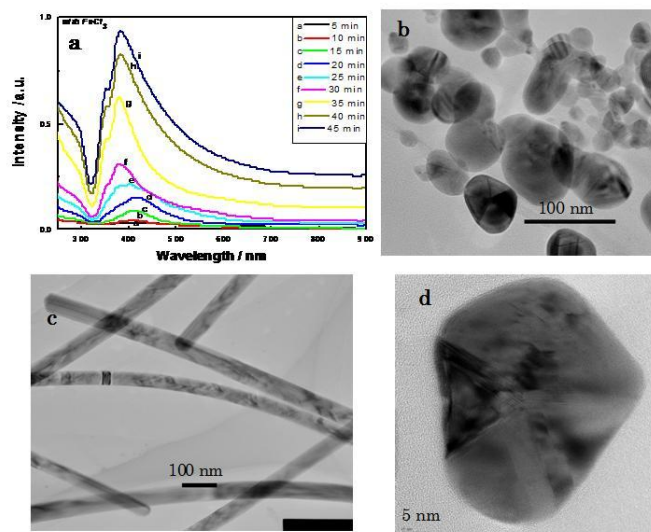 a
b
Intensity /a.u.
1.0
0.5
0.0
300 400 500 600 700 800 900
Wavelength / nm
a 5 min
b 10 min
c 15 min
d 20 min
e 25 min
f 30 min
g 35 min
h 40 min
i 45 min
i
h
g
f
e
d
c
b
a
100 nm
c
100 nm
d
5 nm